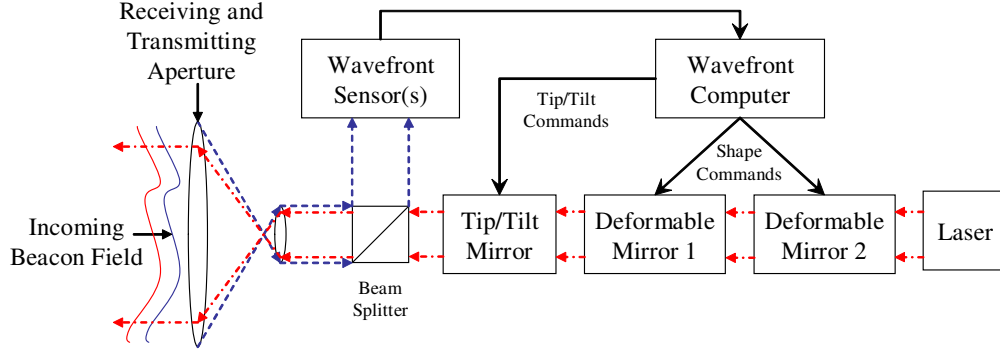 Receiving and
Transmitting
Aperture
Wavefront
Sensor(s)
Wavefront
Computer
Tip/Tilt
Commands
Shape
Commands
Incoming
Beacon Field
Tip/Tilt
Mirror
Deformable
Mirror 1
Deformable
Mirror 2
Laser
Beam
Splitter